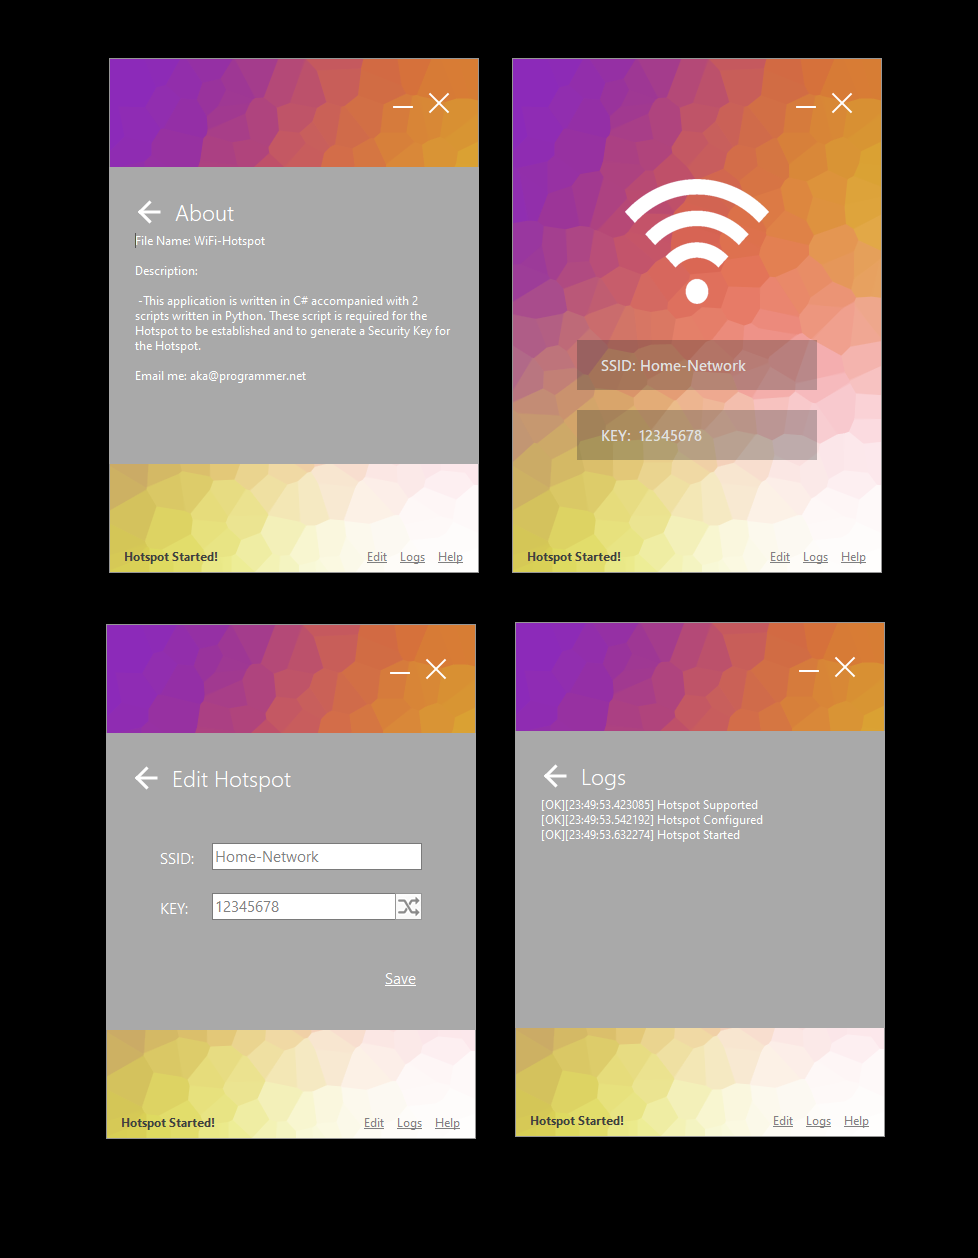 About
File Name: WiFi-Hotspot
Description:
-This application is written in C# accompanied with 2
scripts written in Python. These script is required for the
Hotspot to be established and to generate a Security Key for
the Hotspot.
Email me: aka@programmer.net
Hotspot Started! Edit Logs Help
SSID: Home-Network
KEY: 12345678
Hotspot Started! Edit Logs Help
Edit Hotspot
SSID: Home-Network
KEY: 12345678
Save
Hotspot Started! Edit Logs Help
Logs
[OK][23:49:53.423085] Hotspot Supported
[OK][23:49:53.542192] Hotspot Configured
[OK][23:49:53.632274] Hotspot Started
Hotspot Started! Edit Logs Help